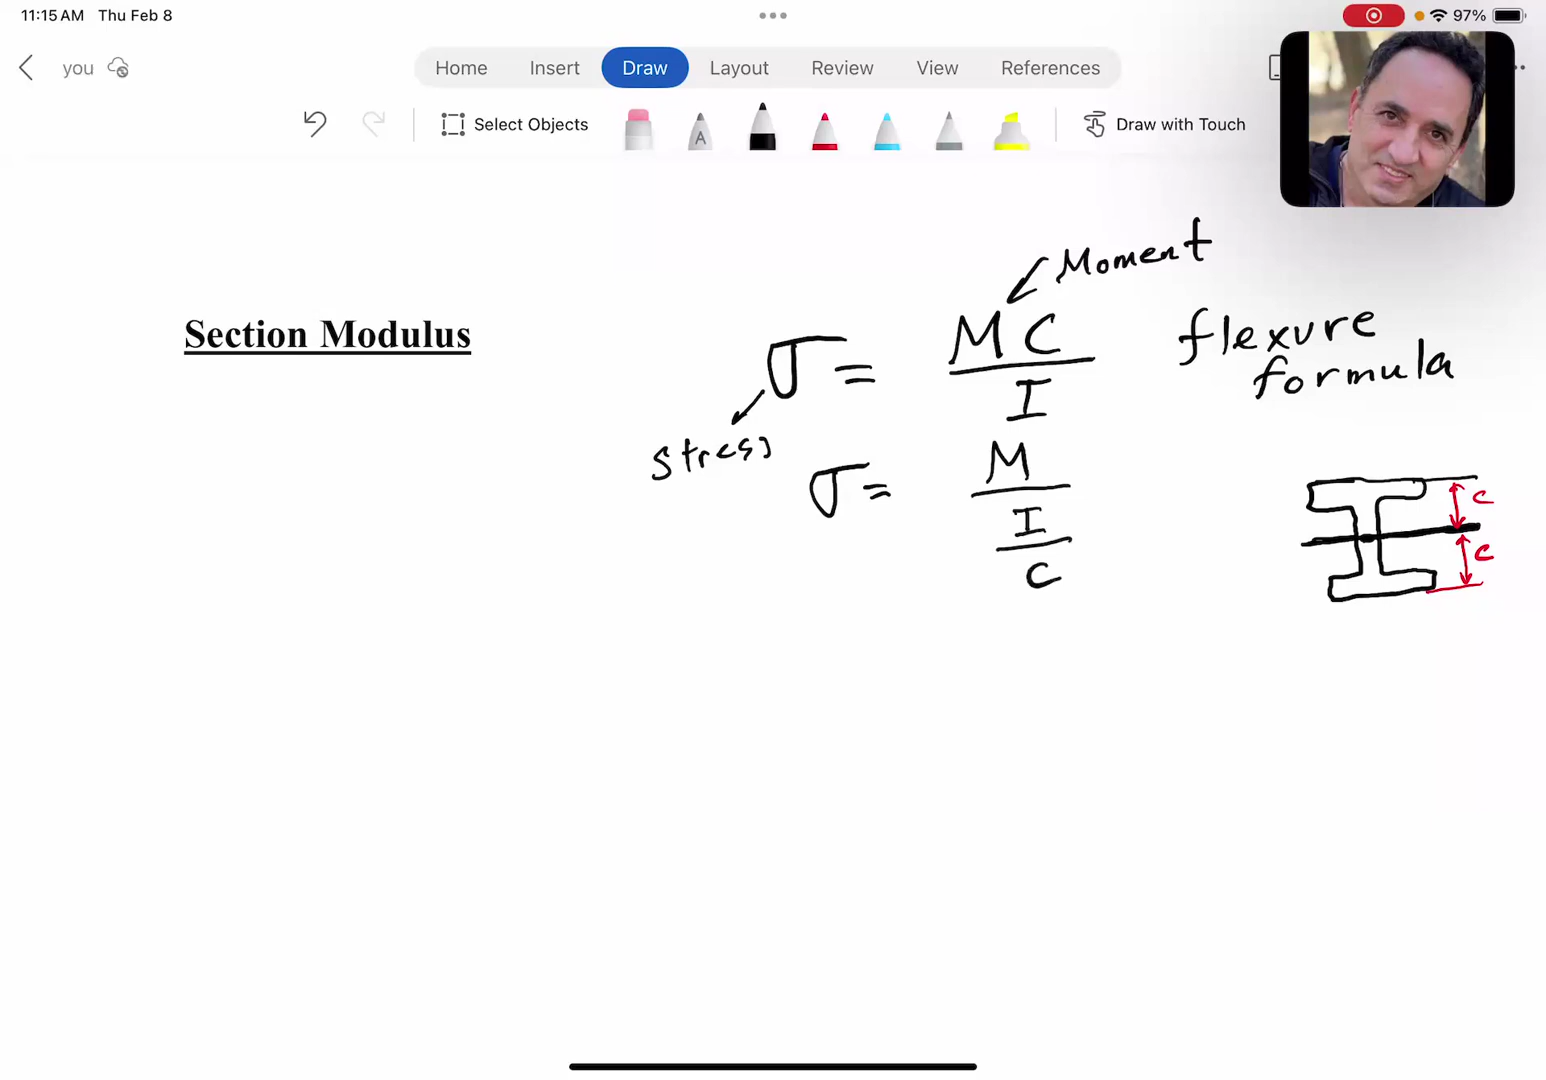 11:15 AM Thu Feb 8
97%
you
Home Insert Draw Layout Review View References
Select Objects
A
Draw with Touch
Moment
Section Modulus
σ = MC / I
flexure
formula
stress
σ = M / I / C
C
C